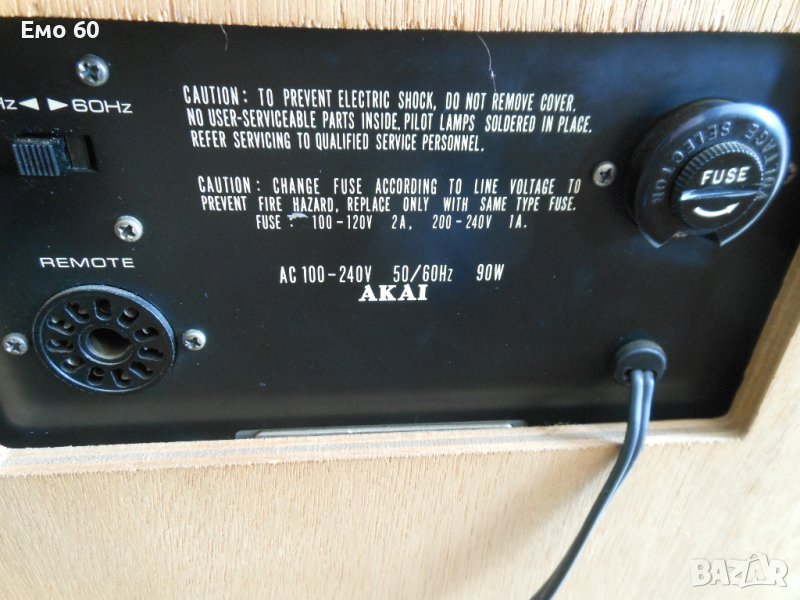 Емо 60
Hz ◀ ▶ 60Hz
CAUTION: TO PREVENT ELECTRIC SHOCK, DO NOT REMOVE COVER.
NO USER-SERVICEABLE PARTS INSIDE. PILOT LAMPS SOLDERED IN PLACE.
REFER SERVICING TO QUALIFIED SERVICE PERSONNEL.
CAUTION: CHANGE FUSE ACCORDING TO LINE VOLTAGE TO
PREVENT FIRE HAZARD, REPLACE ONLY WITH SAME TYPE FUSE.
FUSE: 100-120V 2A, 200-240V 1A.
VOLTAGE SELECTOR
FUSE
REMOTE
AC 100-240V 50/60Hz 90W
AKAI
BAZAR